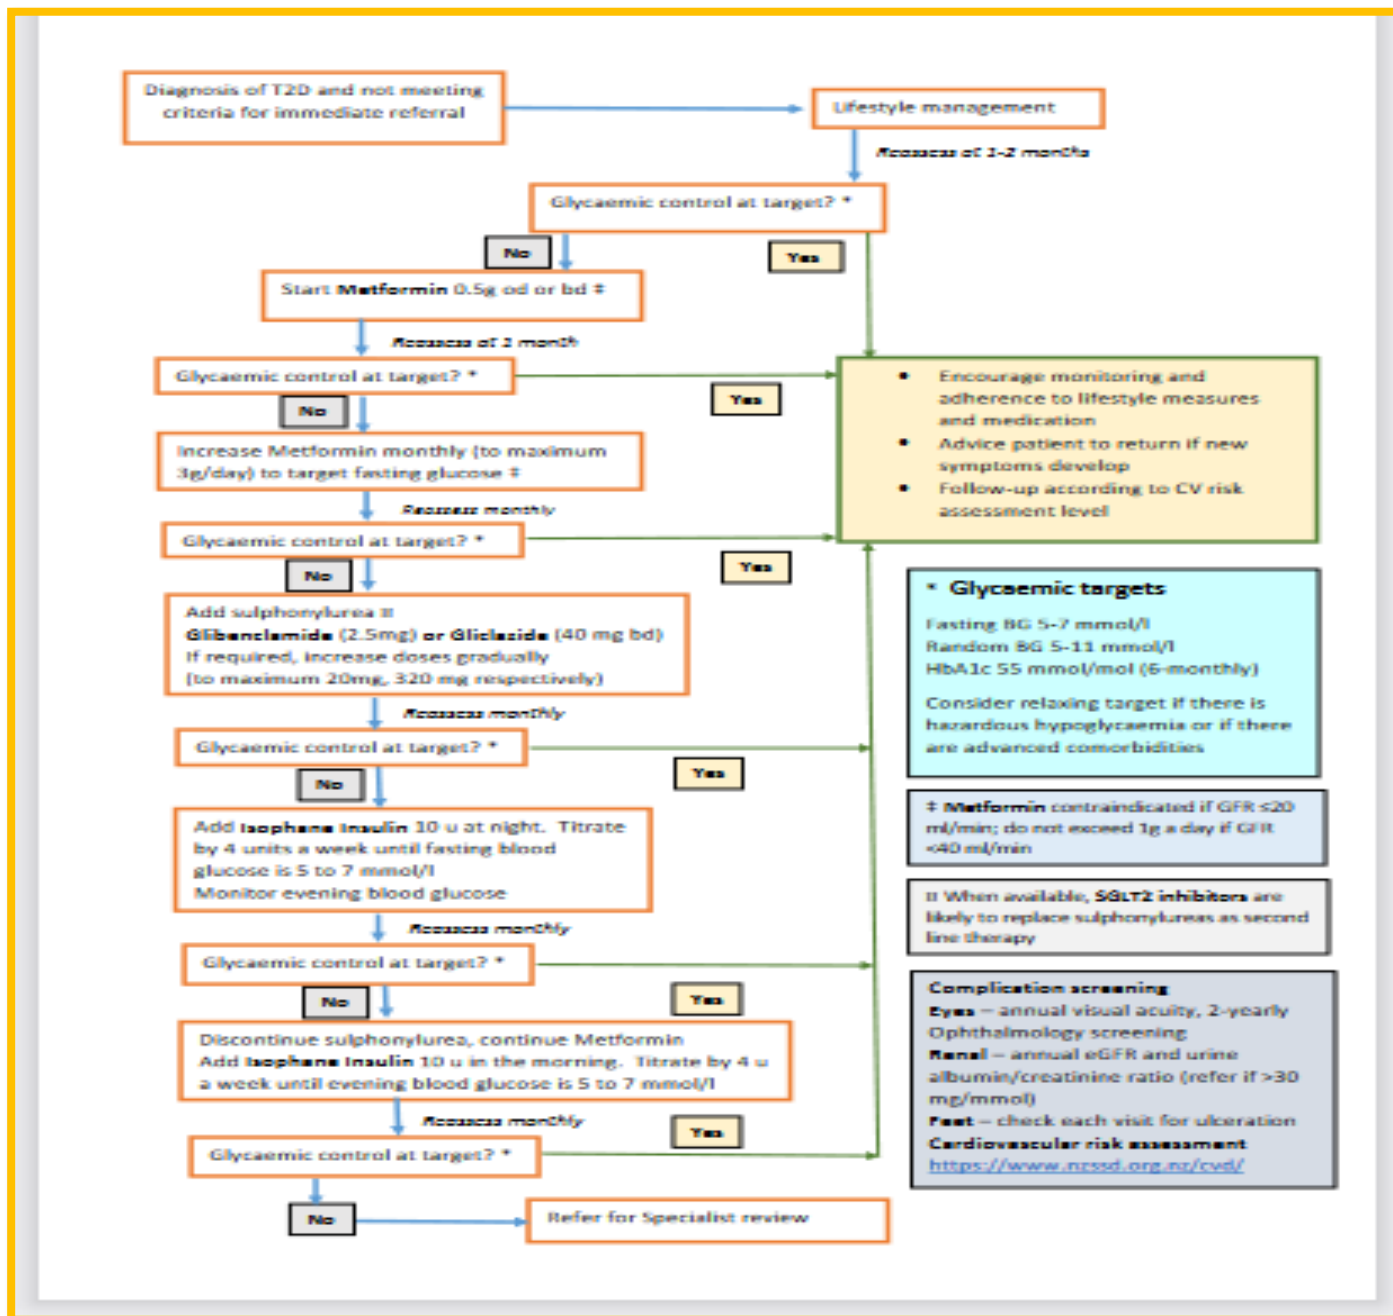 Diagnosis of T2D and not meeting
criteria for immediate referral
Lifestyle management
Reassess at 1-2 months
Glycaemic control at target? *
No
Yes
Start Metformin 0.5g od or bd ‡
Reassess at 1 month
Glycaemic control at target? *
Yes
No
Increase Metformin monthly (to maximum
3g/day) to target fasting glucose ‡
Reassess monthly
Glycaemic control at target? *
Yes
No
Add sulphonylurea ¤
Glibenclamide (2.5mg) or Gliclazide (40 mg bd)
If required, increase doses gradually
(to maximum 20mg, 320 mg respectively)
Reassess monthly
Glycaemic control at target? *
Yes
No
Add Isophane Insulin 10 u at night. Titrate
by 4 units a week until fasting blood
glucose is 5 to 7 mmol/l
Monitor evening blood glucose
Reassess monthly
Glycaemic control at target? *
Yes
No
Discontinue sulphonylurea, continue Metformin
Add Isophane Insulin 10 u in the morning. Titrate by 4 u
a week until evening blood glucose is 5 to 7 mmol/l
Reassess monthly
Yes
Glycaemic control at target? *
No
Refer for Specialist review
• Encourage monitoring and
adherence to lifestyle measures
and medication
• Advice patient to return if new
symptoms develop
• Follow-up according to CV risk
assessment level
* Glycaemic targets
Fasting BG 5-7 mmol/l
Random BG 5-11 mmol/l
HbA1c 55 mmol/mol (6-monthly)
Consider relaxing target if there is
hazardous hypoglycaemia or if there
are advanced comorbidities
‡ Metformin contraindicated if GFR ≤20
ml/min; do not exceed 1g a day if GFR
<40 ml/min
¤ When available, SGLT2 inhibitors are
likely to replace sulphonylureas as second
line therapy
Complication screening
Eyes – annual visual acuity, 2-yearly
Ophthalmology screening
Renal – annual eGFR and urine
albumin/creatinine ratio (refer if >30
mg/mmol)
Feet – check each visit for ulceration
Cardiovascular risk assessment
https://www.nzssd.org.nz/cvd/